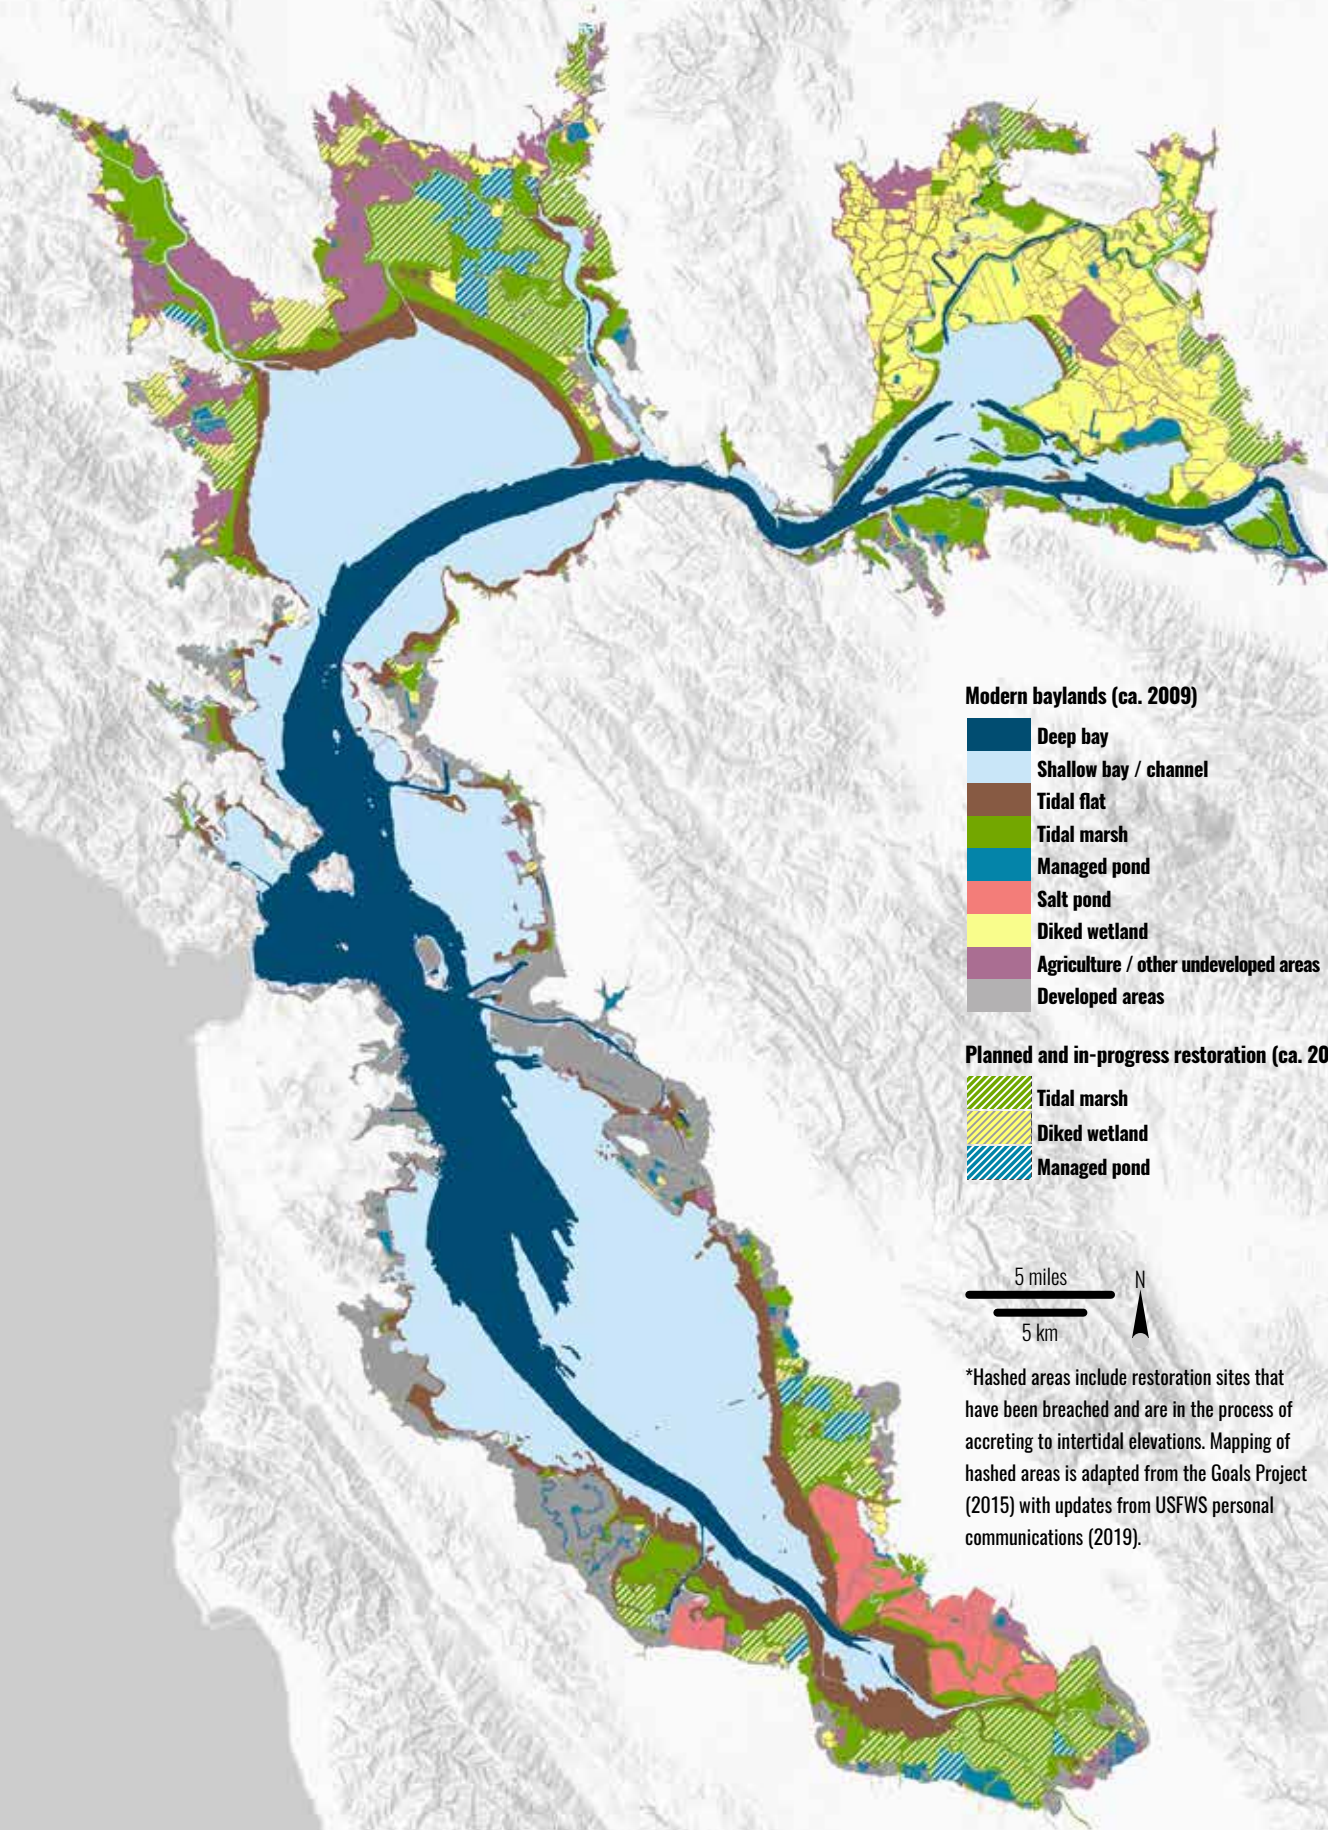 Modern baylands (ca. 2009)
Deep bay
Shallow bay / channel
Tidal flat
Tidal marsh
Managed pond
Salt pond
Diked wetland
Agriculture / other undeveloped areas
Developed areas
Planned and in-progress restoration (ca. 20
Tidal marsh
Diked wetland
Managed pond
5 miles
N
5 km
*Hashed areas include restoration sites that
have been breached and are in the process of
accreting to intertidal elevations. Mapping of
hashed areas is adapted from the Goals Project
(2015) with updates from USFWS personal
communications (2019).